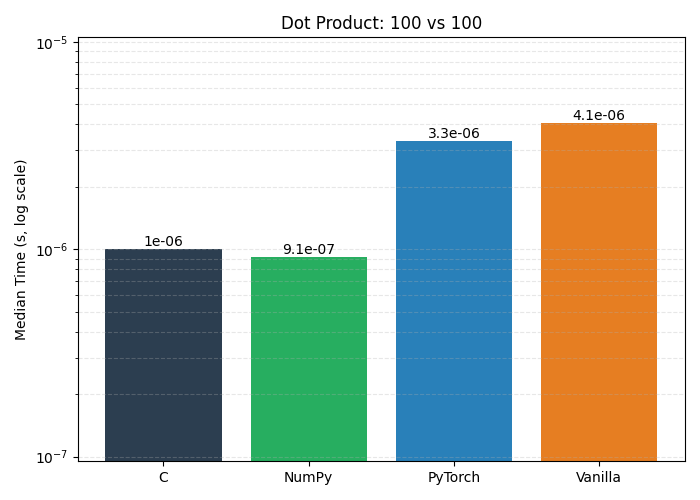 Dot Product: 100 vs 100
10⁻⁵
4.1e-06
3.3e-06
1e-06
9.1e-07
10⁻⁶
10⁻⁷
Median Time (s, log scale)
C
NumPy
PyTorch
Vanilla